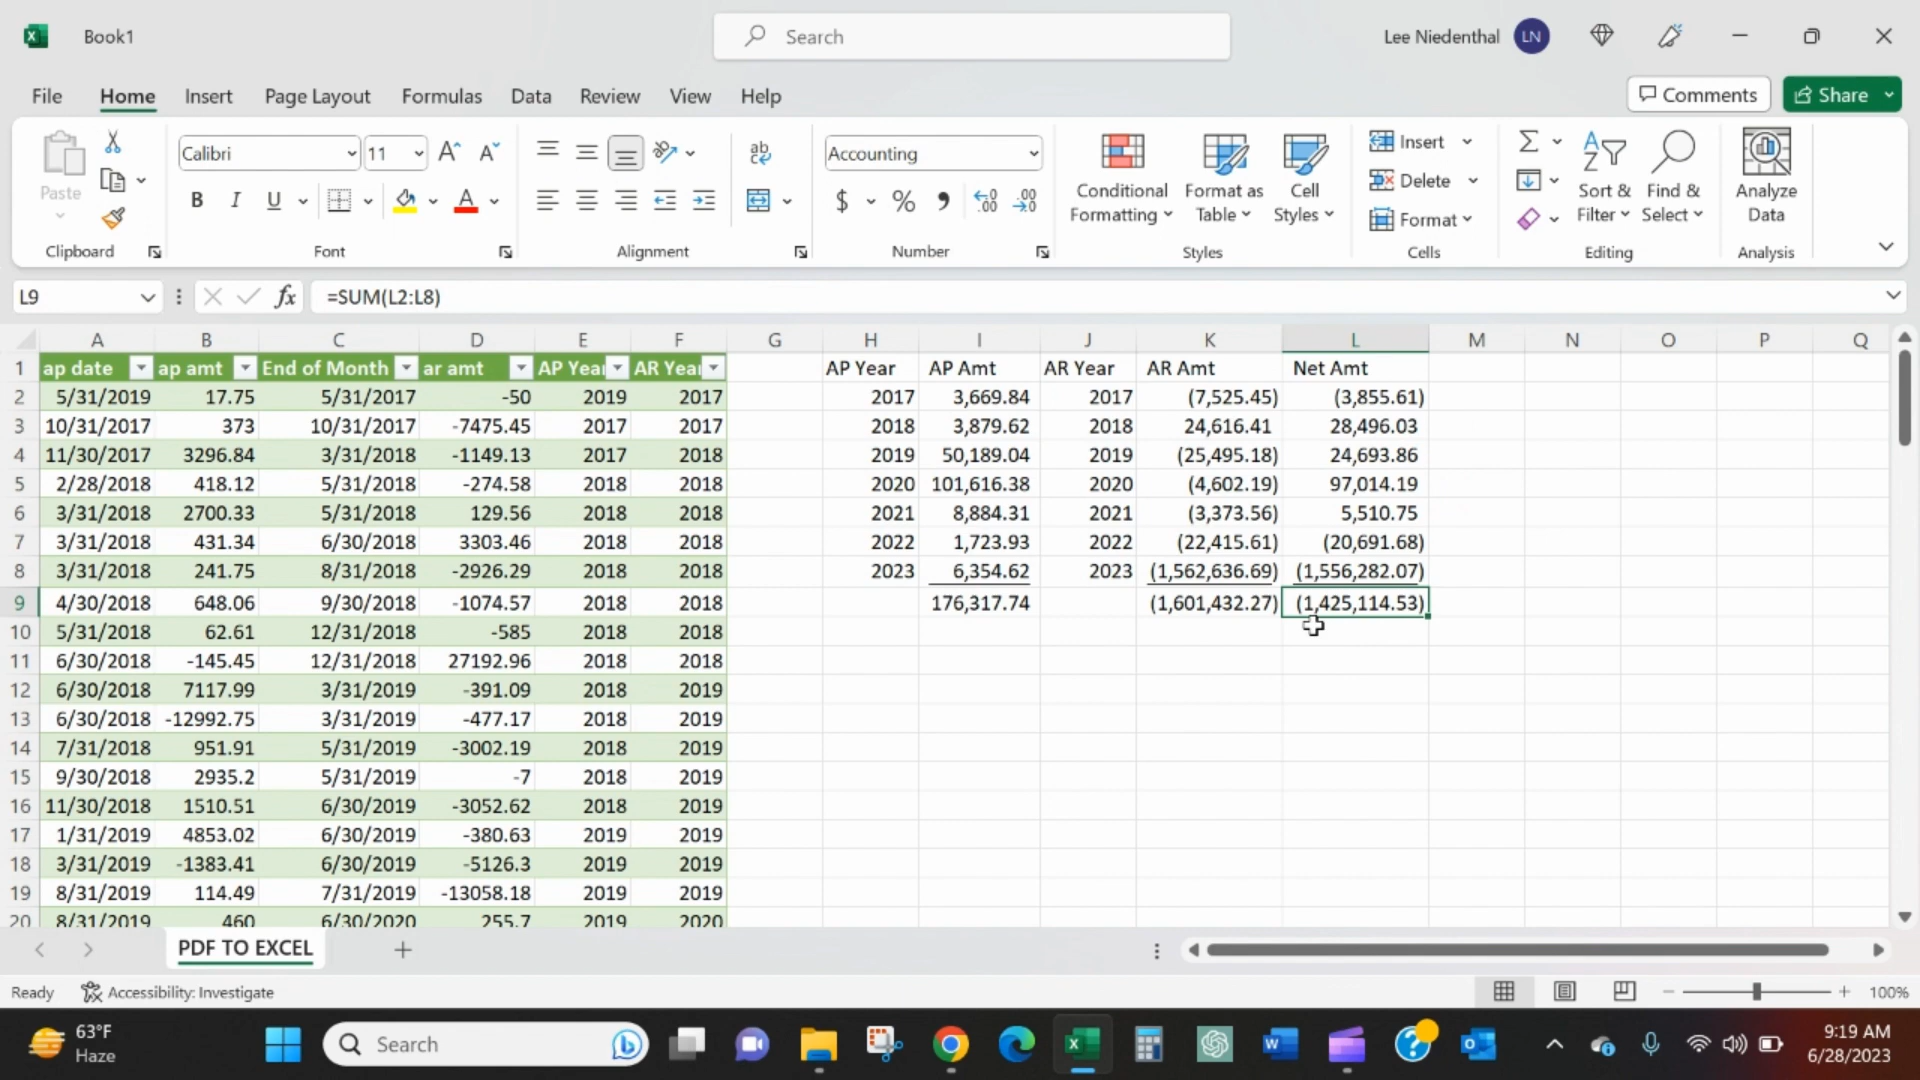 Book1
Search
Lee Niedenthal LN
File Home Insert Page Layout Formulas Data Review View Help
Comments Share
Paste
Calibri 11
B I U
ab
Accounting
$ % 9
Conditional Formatting
Format as Table
Cell Styles
Insert
Delete
Format
Sort & Filter
Find & Select
Analyze Data
Clipboard Font Alignment Number Styles Cells Editing Analysis
L9 fx =SUM(L2:L8)
A B C D E F G H I J K L M N O P Q
1 ap date ap amt End of Month ar amt AP Year AR Year AP Year AP Amt AR Year AR Amt Net Amt
2 5/31/2019 17.75 5/31/2017 -50 2019 2017 2017 3,669.84 2017 (7,525.45) (3,855.61)
3 10/31/2017 373 10/31/2017 -7475.45 2017 2017 2018 3,879.62 2018 24,616.41 28,496.03
4 11/30/2017 3296.84 3/31/2018 -1149.13 2017 2018 2019 50,189.04 2019 (25,495.18) 24,693.86
5 2/28/2018 418.12 5/31/2018 -274.58 2018 2018 2020 101,616.38 2020 (4,602.19) 97,014.19
6 3/31/2018 2700.33 5/31/2018 129.56 2018 2018 2021 8,884.31 2021 (3,373.56) 5,510.75
7 3/31/2018 431.34 6/30/2018 3303.46 2018 2018 2022 1,723.93 2022 (22,415.61) (20,691.68)
8 3/31/2018 241.75 8/31/2018 -2926.29 2018 2018 2023 6,354.62 2023 (1,562,636.69) (1,556,282.07)
9 4/30/2018 648.06 9/30/2018 -1074.57 2018 2018 176,317.74 (1,601,432.27) (1,425,114.53)
10 5/31/2018 62.61 12/31/2018 -585 2018 2018
11 6/30/2018 -145.45 12/31/2018 27192.96 2018 2018
12 6/30/2018 7117.99 3/31/2019 -391.09 2018 2019
13 6/30/2018 -12992.75 3/31/2019 -477.17 2018 2019
14 7/31/2018 951.91 5/31/2019 -3002.19 2018 2019
15 9/30/2018 2935.2 5/31/2019 -7 2018 2019
16 11/30/2018 1510.51 6/30/2019 -3052.62 2018 2019
17 1/31/2019 4853.02 6/30/2019 -380.63 2019 2019
18 3/31/2019 -1383.41 6/30/2019 -5126.3 2019 2019
19 8/31/2019 114.49 7/31/2019 -13058.18 2019 2019
20 8/31/2019 460 6/30/2020 255.7 2019 2020
PDF TO EXCEL
Ready Accessibility: Investigate 100%
63°F
Haze
Search
9:19 AM
6/28/2023